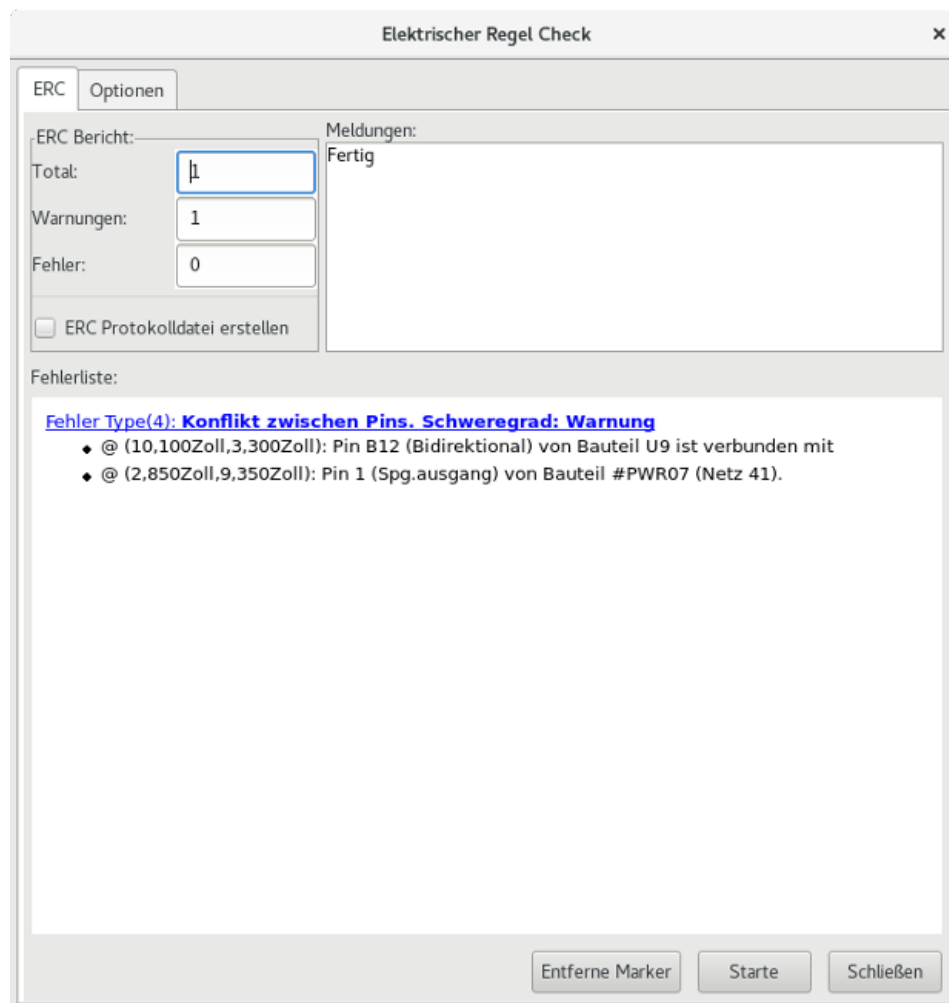 Elektrischer Regel Check
ERC Optionen
ERC Bericht:
Total: 1
Warnungen: 1
Fehler: 0
ERC Protokolldatei erstellen
Meldungen:
Fertig
Fehlerliste:
Fehler Type(4): Konflikt zwischen Pins. Schweregrad: Warnung
@ (10,100Zoll,3,300Zoll): Pin B12 (Bidirektional) von Bauteil U9 ist verbunden mit
@ (2,850Zoll,9,350Zoll): Pin 1 (Spg.ausgang) von Bauteil #PWR07 (Netz 41).
Entferne Marker Starte Schließen